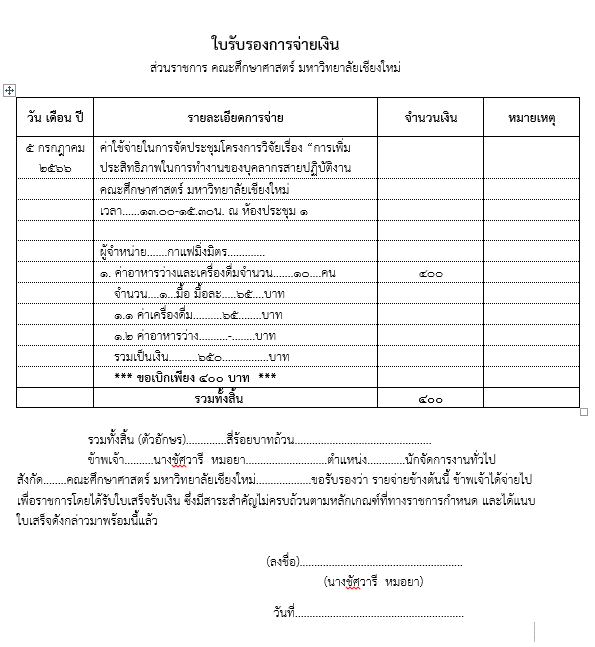 ใบรับรองการจ่ายเงิน
ส่วนราชการ คณะศึกษาศาสตร์ มหาวิทยาลัยเชียงใหม่
วัน เดือน ปี รายละเอียดการจ่าย จำนวนเงิน หมายเหตุ
๕ กรกฎาคม ค่าใช้จ่ายในการจัดประชุมโครงการวิจัยเรื่อง “การเพิ่ม
๒๕๖๖ ประสิทธิภาพในการทำงานของบุคลากรสายปฏิบัติงาน
คณะศึกษาศาสตร์ มหาวิทยาลัยเชียงใหม่
เวลา......๑๓.๐๐-๑๕.๓๐น. ณ ห้องประชุม ๑
ผู้จำหน่าย.......กาแฟมิ่งมิตร.............
๑. ค่าอาหารว่างและเครื่องดื่มจำนวน.......๑๐....คน ๔๐๐
จำนวน....๑...มื้อ มื้อละ.....๖๕....บาท
๑.๑ ค่าเครื่องดื่ม..........๖๕........บาท
๑.๒ ค่าอาหารว่าง..........-........บาท
รวมเป็นเงิน..........๖๕๐................บาท
*** ขอเบิกเพียง ๔๐๐ บาท ***
รวมทั้งสิ้น ๔๐๐
รวมทั้งสิ้น (ตัวอักษร)..............สี่ร้อยบาทถ้วน...............................................
ข้าพเจ้า..........นางชัศวารี หมอยา............................ตำแหน่ง.............นักจัดการงานทั่วไป
สังกัด........คณะศึกษาศาสตร์ มหาวิทยาลัยเชียงใหม่...................ขอรับรองว่า รายจ่ายข้างต้นนี้ ข้าพเจ้าได้จ่ายไป
เพื่อราชการโดยได้รับใบเสร็จรับเงิน ซึ่งมีสาระสำคัญไม่ครบถ้วนตามหลักเกณฑ์ที่ทางราชการกำหนด และได้แนบ
ใบเสร็จดังกล่าวมาพร้อมนี้แล้ว
(ลงชื่อ)........................................................
(นางชัศวารี หมอยา)
วันที่..........................................................